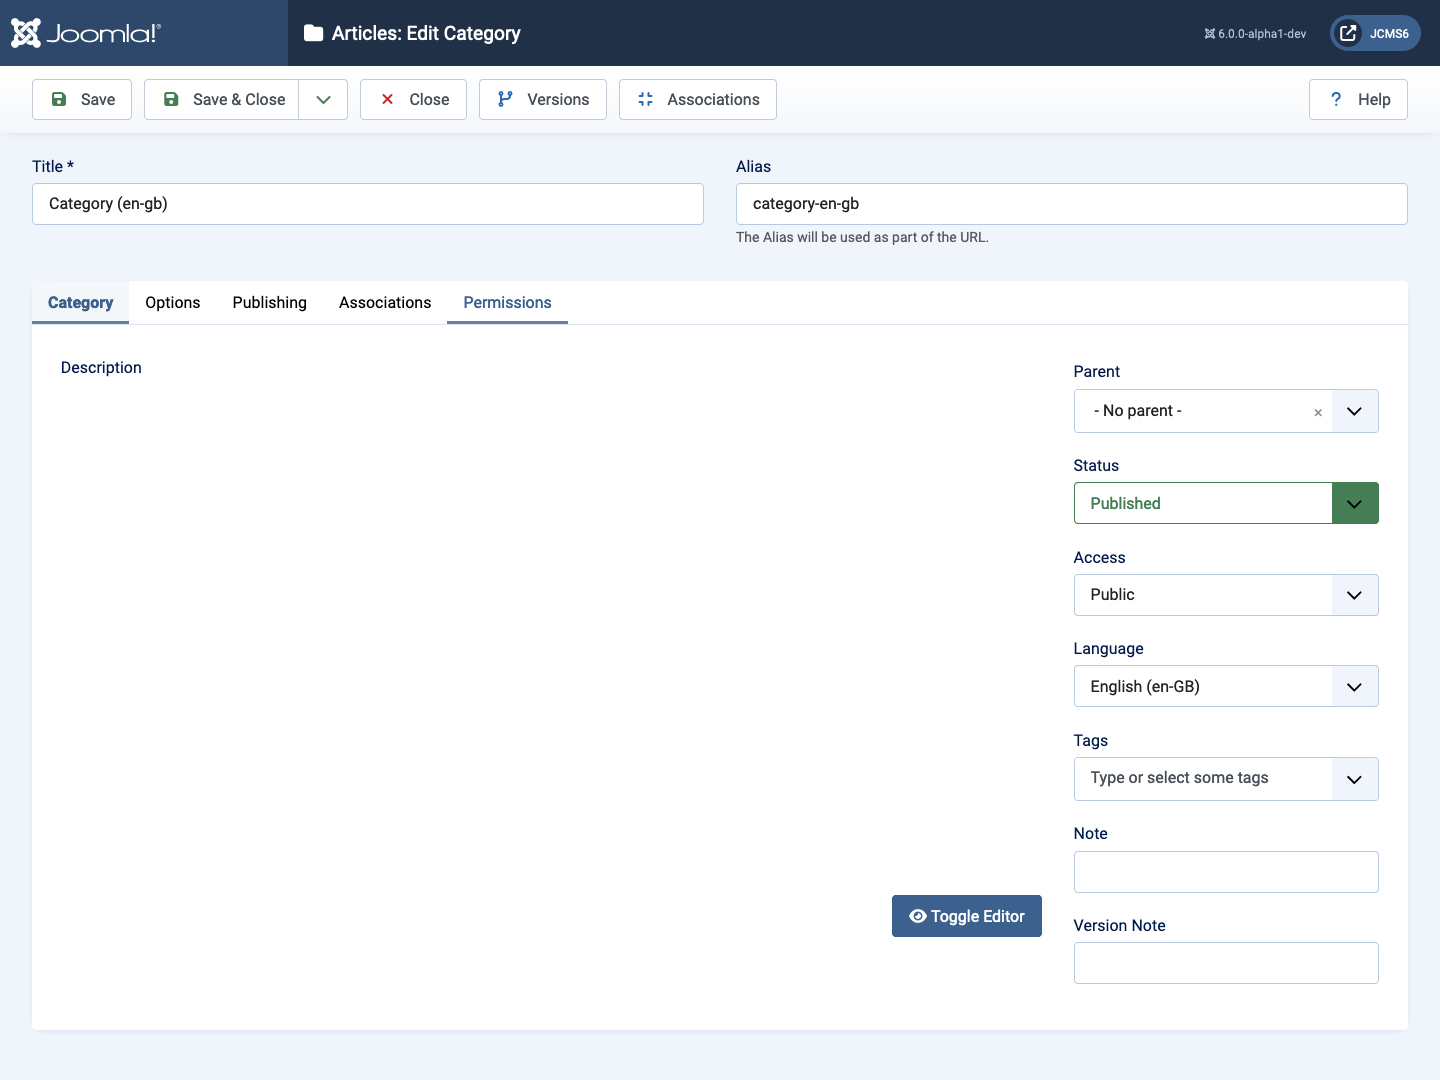 Joomla!®
Articles: Edit Category
6.0.0-alpha1-dev
JCMS6
Save
Save & Close
Close
Versions
Associations
? Help
Title *
Category (en-gb)
Alias
category-en-gb
The Alias will be used as part of the URL.
Category
Options
Publishing
Associations
Permissions
Description
Toggle Editor
Parent
- No parent -
×
Status
Published
Access
Public
Language
English (en-GB)
Tags
Type or select some tags
Note
Version Note